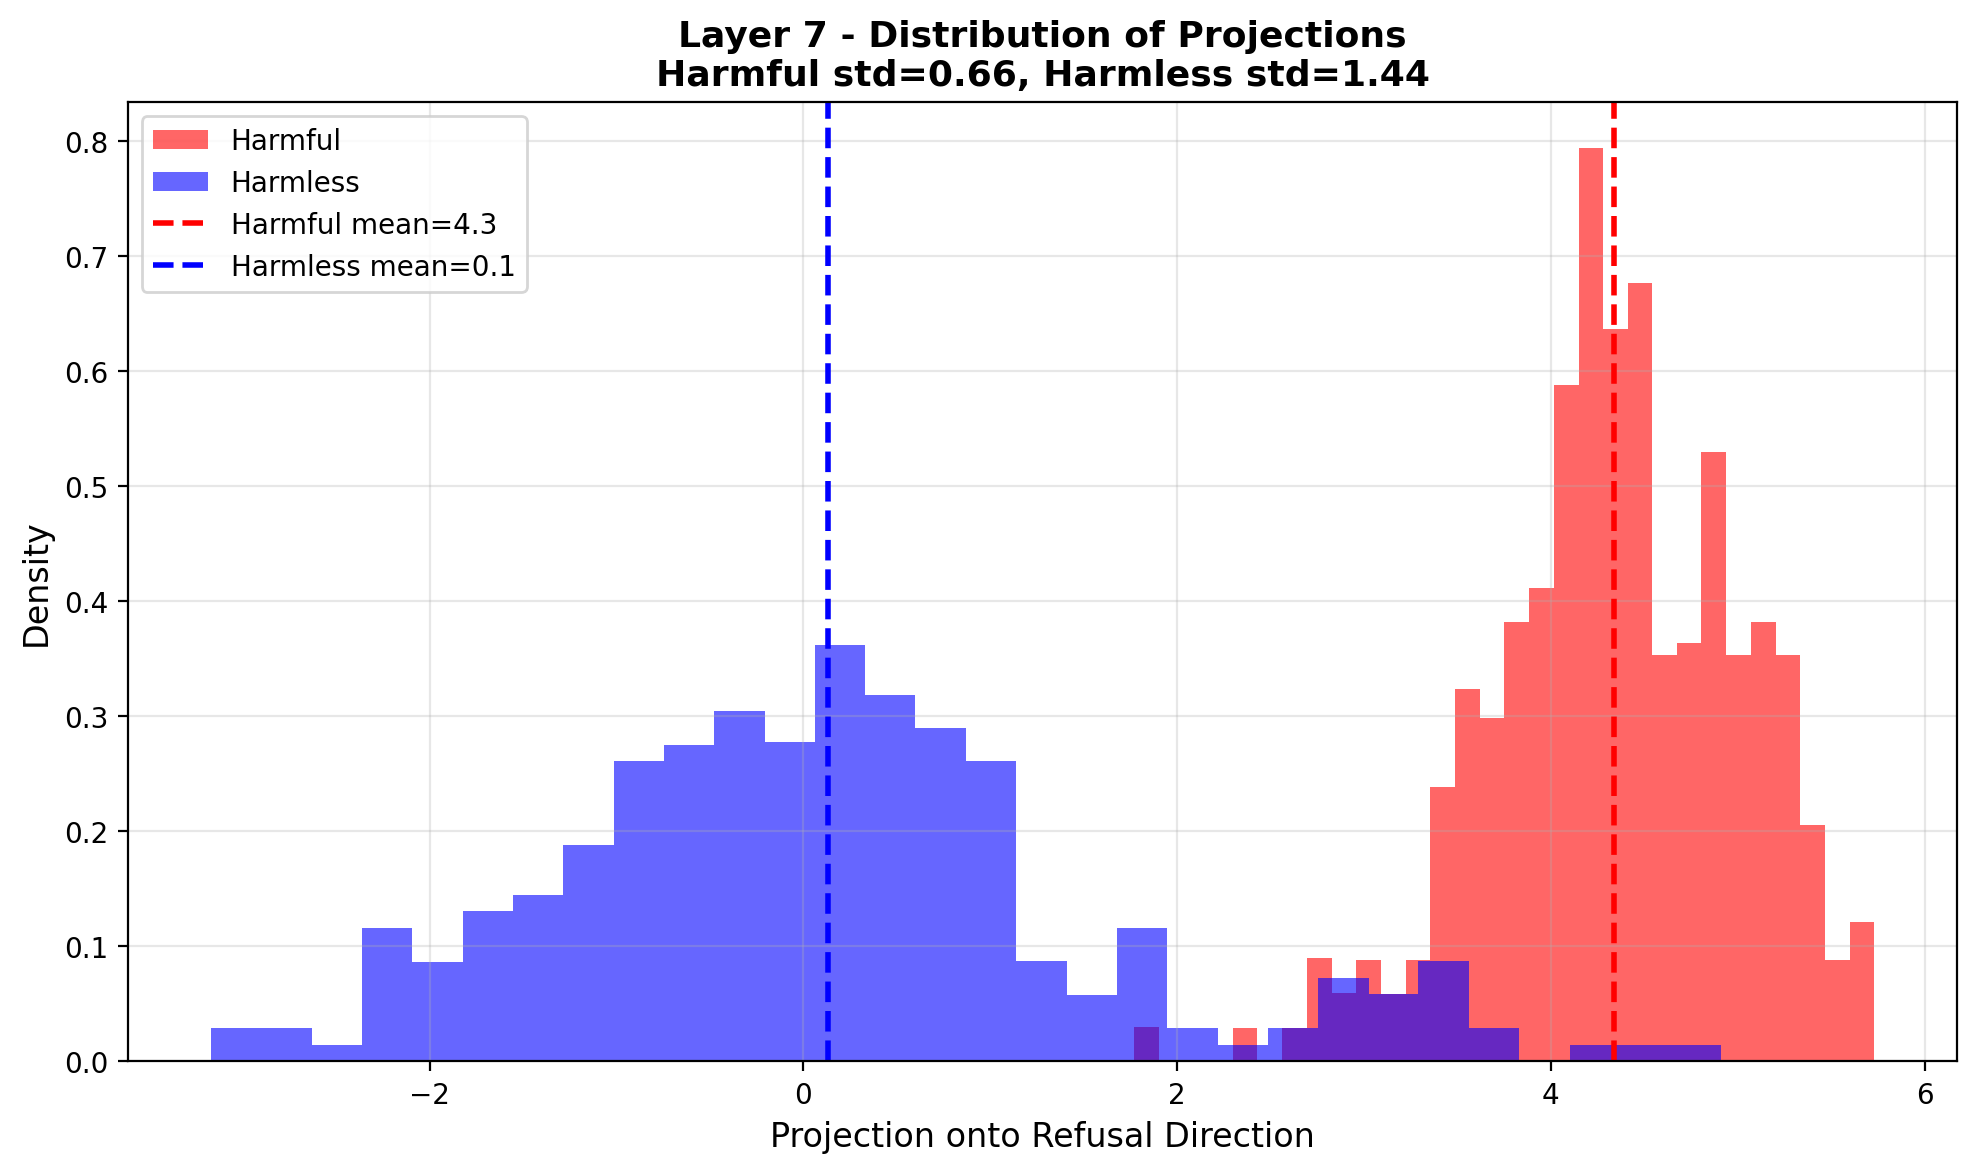 Layer 7 - Distribution of Projections
Harmful std=0.66, Harmless std=1.44
Harmful
Harmless
Harmful mean=4.3
Harmless mean=0.1
Density
0.8
0.7
0.6
0.5
0.4
0.3
0.2
0.1
0.0
−2
0
2
4
6
Projection onto Refusal Direction